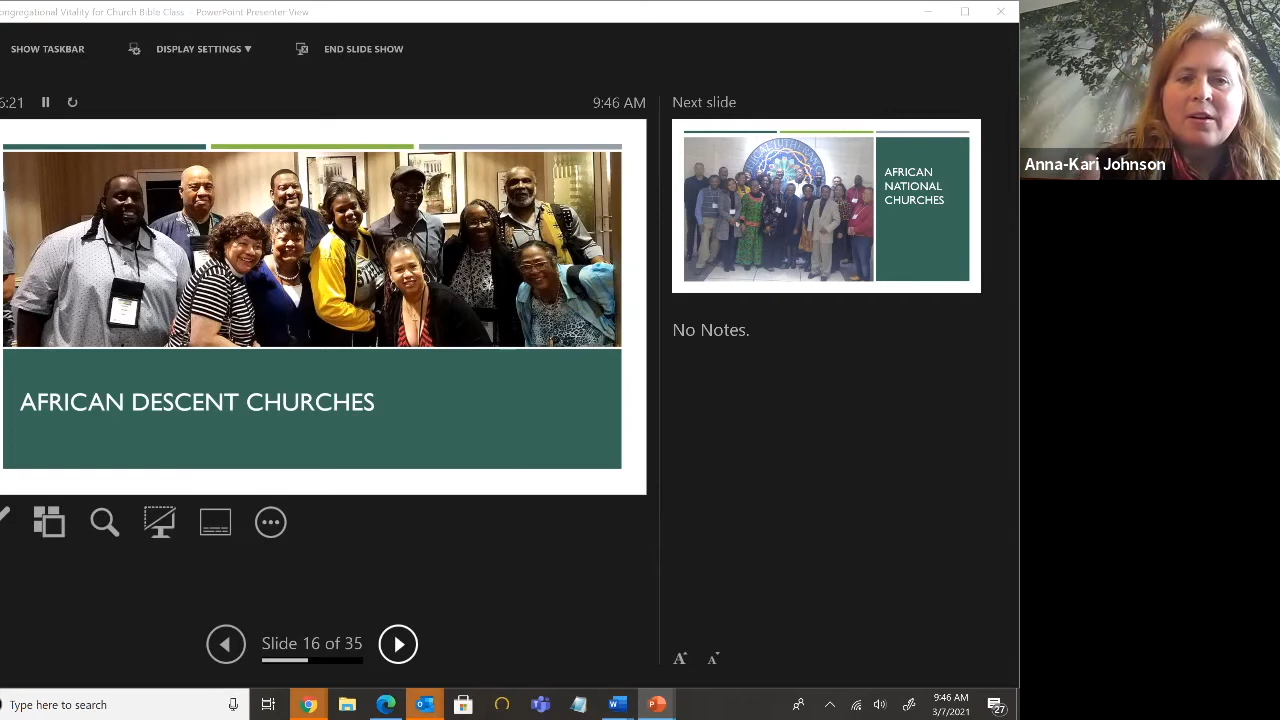 ongregational Vitality for Church Bible Class - PowerPoint Presenter View
SHOW TASKBAR
DISPLAY SETTINGS ▼
END SLIDE SHOW
6:21
9:46 AM
Next slide
AFRICAN DESCENT CHURCHES
AFRICAN
NATIONAL
CHURCHES
No Notes.
Slide 16 of 35
A A
Anna-Kari Johnson
Type here to search
9:46 AM
3/7/2021
27